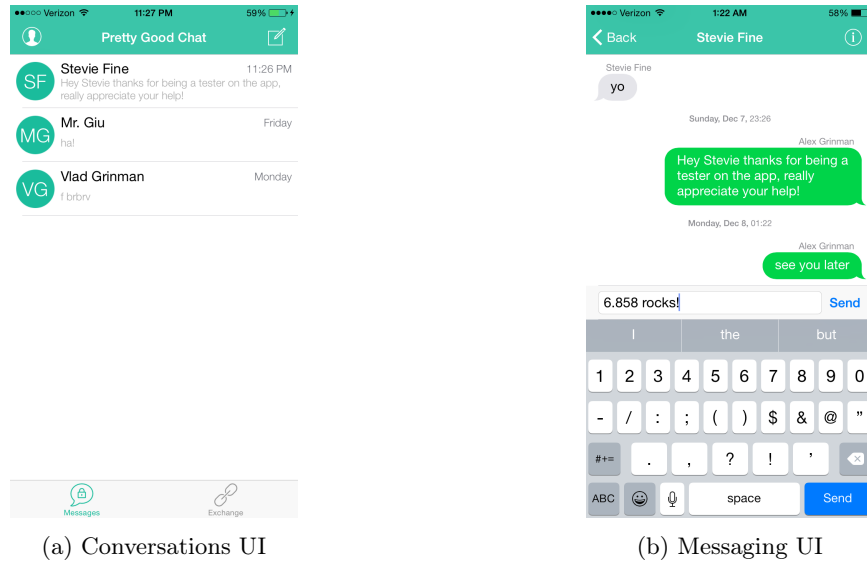 Verizon 11:27 PM 59%
Pretty Good Chat
SF Stevie Fine 11:26 PM
Hey Stevie thanks for being a tester on the app,
really appreciate your help!
MG Mr. Giu Friday
ha!
VG Vlad Grinman Monday
f brbrv
Messages Exchange
(a) Conversations UI
Verizon 1:22 AM 58%
Back Stevie Fine i
Stevie Fine
yo
Sunday, Dec 7, 23:26
Alex Grinman
Hey Stevie thanks for being a
tester on the app, really
appreciate your help!
Monday, Dec 8, 01:22
Alex Grinman
see you later
6.858 rocks! Send
I the but
1 2 3 4 5 6 7 8 9 0
- / : ; ( ) $ & @ ”
#+= . , ? ! ’
ABC space Send
(b) Messaging UI